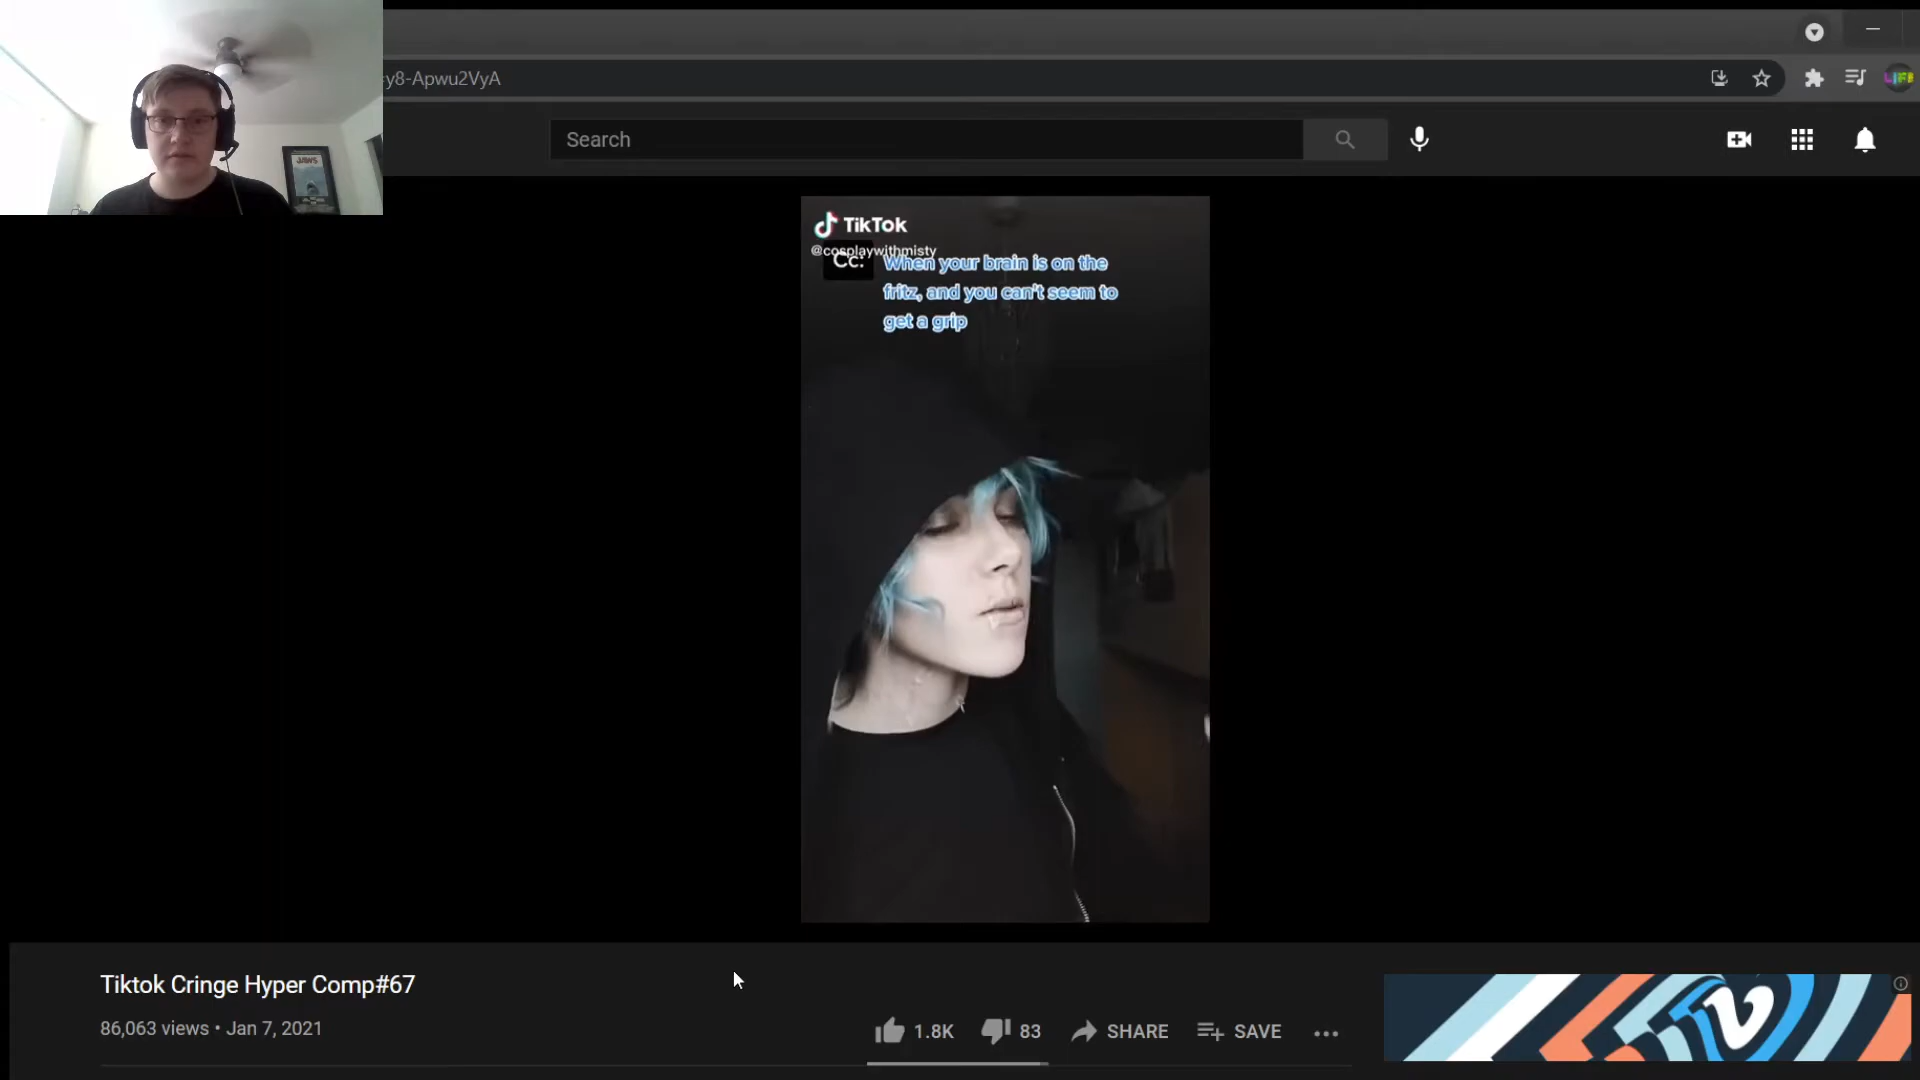 JAWS
y8-Apwu2VyA
Search
TikTok
@cosplaywithmisty
Cc:
When your brain is on the
fritz, and you can't seem to
get a grip
Tiktok Cringe Hyper Comp#67
86,063 views • Jan 7, 2021
1.8K
83
SHARE
SAVE